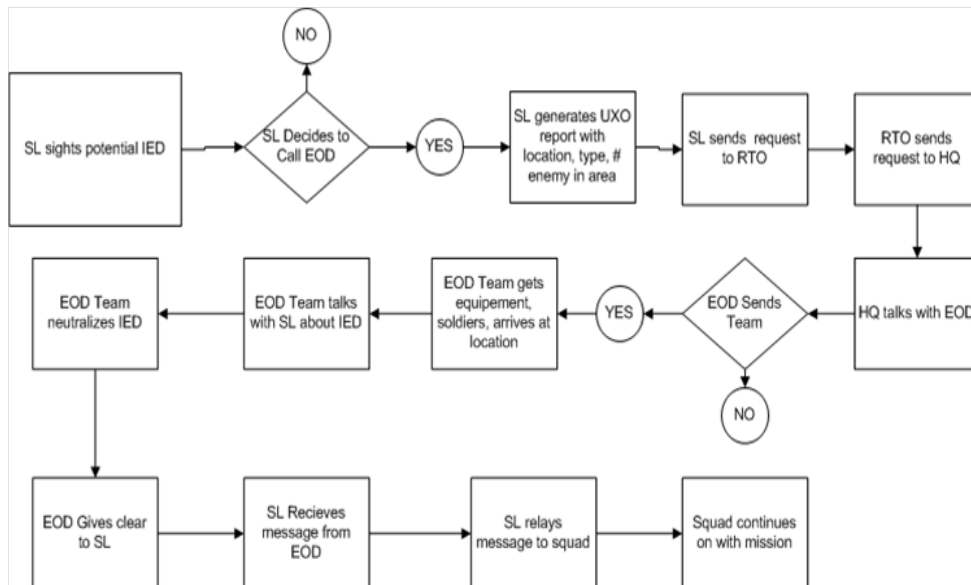 NO
SL sights potential IED
SL Decides to
Call EOD
YES
SL generates UXO
report with
location, type, #
enemy in area
SL sends request
to RTO
RTO sends
request to HQ
EOD Team
neutralizes IED
EOD Team talks
with SL about IED
EOD Team gets
equipement,
soldiers, arrives at
location
YES
EOD Sends
Team
HQ talks with EOD
NO
EOD Gives clear
to SL
SL Recieves
message from
EOD
SL relays
message to squad
Squad continues
on with mission